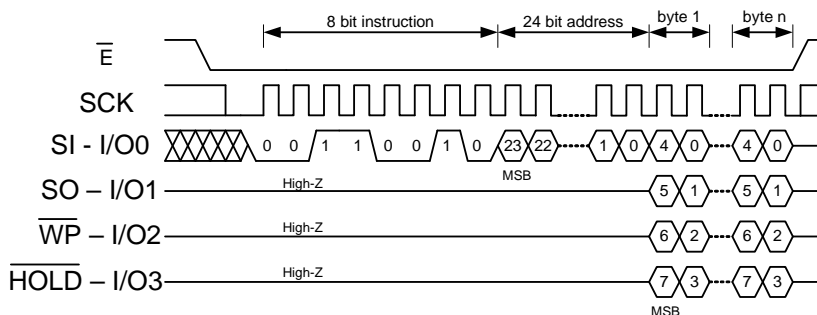 8 bit instruction 24 bit address byte 1 byte n
E
SCK
SI - I/O0 0 0 1 1 0 0 1 0 23 22 1 0 4 0 4 0
MSB
SO – I/O1 High-Z 5 1 5 1
WP – I/O2 High-Z 6 2 6 2
HOLD – I/O3 High-Z 7 3 7 3
MSB